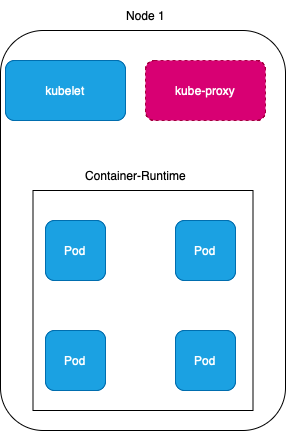 Node 1
kubelet
kube-proxy
Container-Runtime
Pod
Pod
Pod
Pod